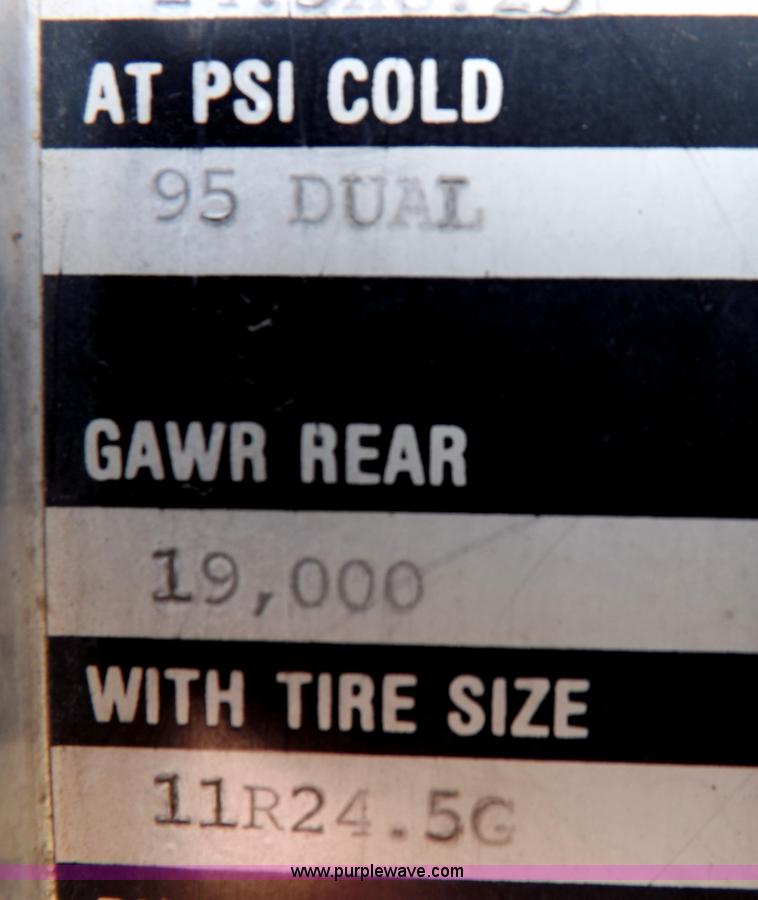 AT PSI COLD
95 DUAL
GAWR REAR
19,000
WITH TIRE SIZE
11R24.5G
www.purplewave.com